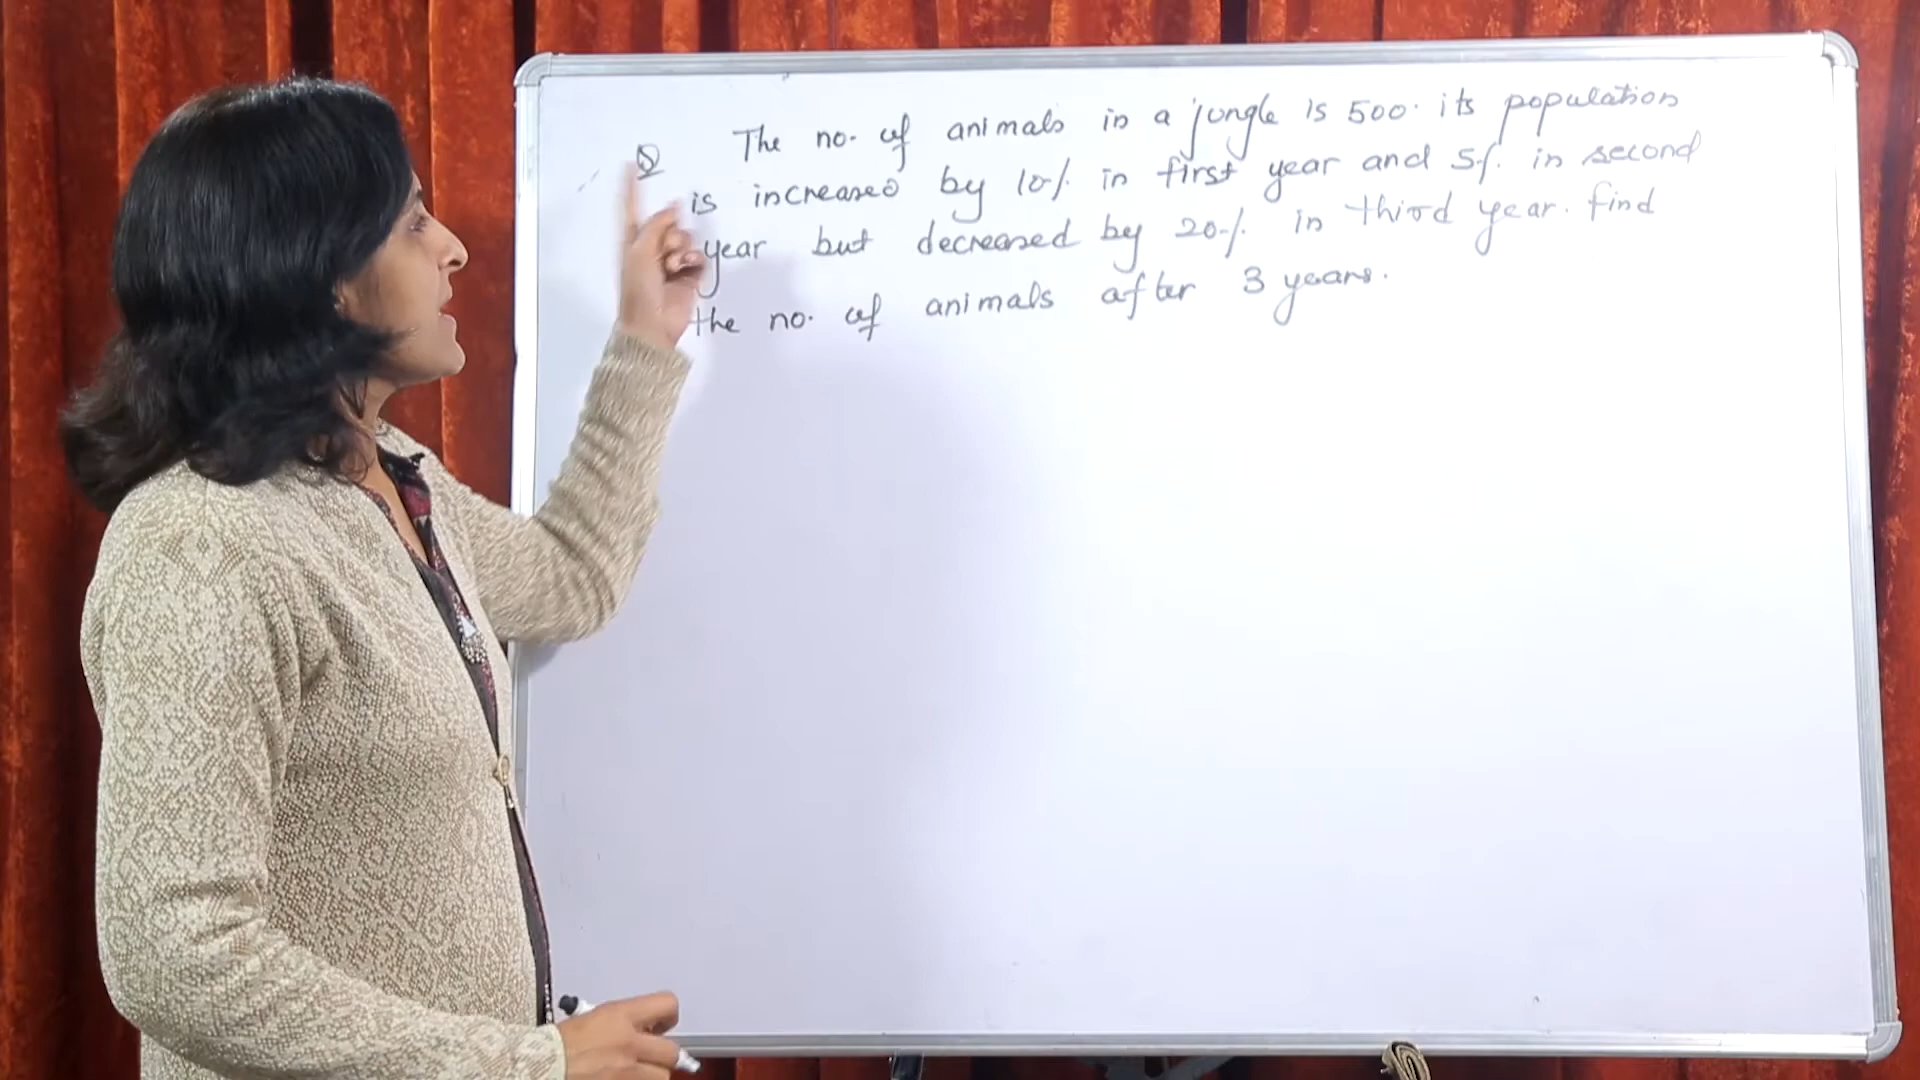 Q The no. of animals in a jungle is 500. its population
is increased by 10% in first year and 5%. in second
year but decreased by 20% in third year. find
the no. of animals after 3 years.